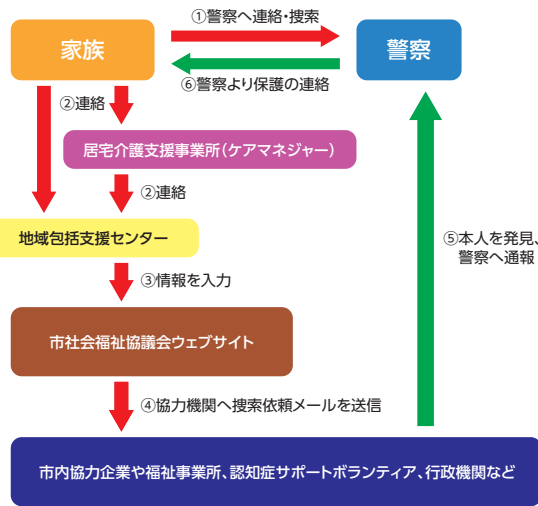 ①警察へ連絡・捜索
家族
警察
⑥警察より保護の連絡
②連絡
居宅介護支援事業所(ケアマネジャー)
②連絡
地域包括支援センター
⑤本人を発見、
警察へ通報
③情報を入力
市社会福祉協議会ウェブサイト
④協力機関へ捜索依頼メールを送信
市内協力企業や福祉事業所、認知症サポートボランティア、行政機関など